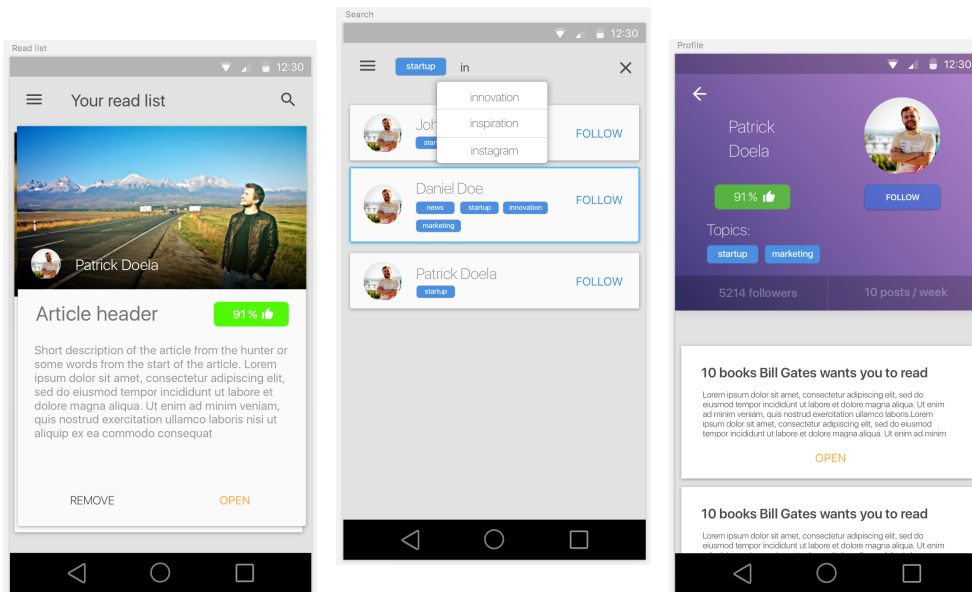 Read list
12:30
Your read list
Patrick Doela
Article header
91%
Short description of the article from the hunter or
some words from the start of the article. Lorem
ipsum dolor sit amet, consectetur adipiscing elit,
sed do eiusmod tempor incididunt ut labore et
dolore magna aliqua. Ut enim ad minim veniam,
quis nostrud exercitation ullamco laboris nisi ut
aliquip ex ea commodo consequat
REMOVE OPEN
Search
12:30
startup in
innovation
inspiration
instagram
Joh
star
FOLLOW
Daniel Doe
news startup innovation
marketing
FOLLOW
Patrick Doela
startup
FOLLOW
Profile
12:30
Patrick
Doela
91%
FOLLOW
Topics:
startup marketing
5214 followers 10 posts / week
10 books Bill Gates wants you to read
Lorem ipsum dolor sit amet, consectetur adipiscing elit, sed do
eiusmod tempor incididunt ut labore et dolore magna aliqua. Ut enim
ad minim veniam, quis nostrud exercitation ullamco laboris Lorem
ipsum dolor sit amet, consectetur adipiscing elit, sed do eiusmod
tempor incididunt ut labore et dolore magna aliqua. Ut enim ad minim
OPEN
10 books Bill Gates wants you to read
Lorem ipsum dolor sit amet, consectetur adipiscing elit, sed do
eiusmod tempor incididunt ut labore et dolore magna aliqua. Ut enim